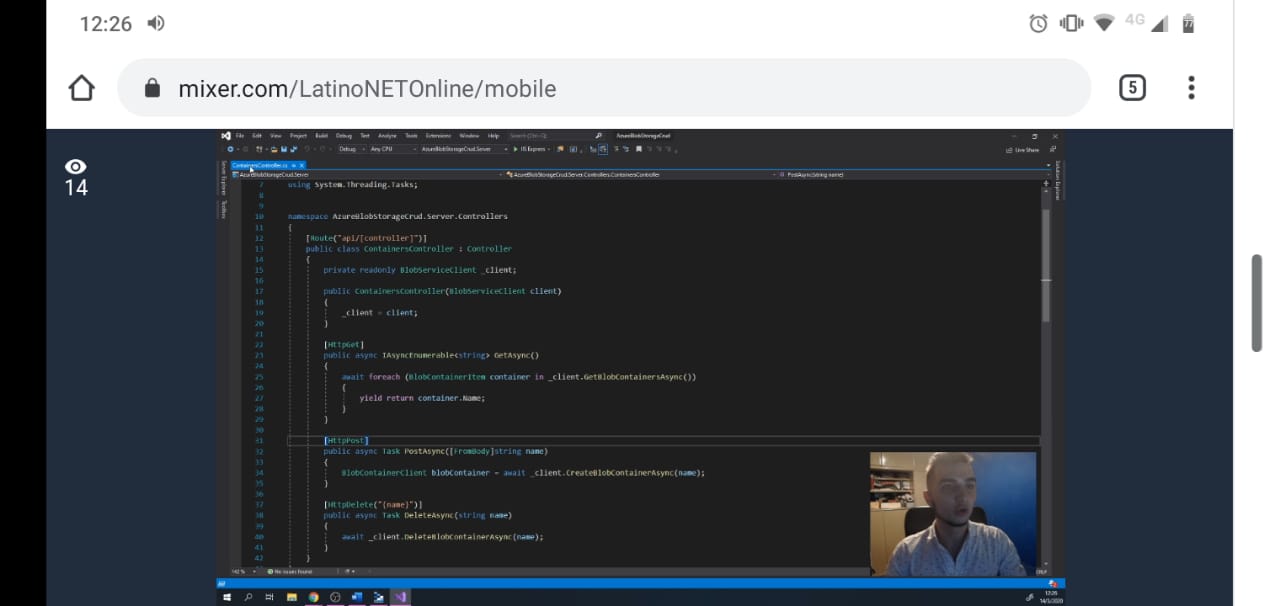 12:26
4G
77
mixer.com/LatinoNETOnline/mobile
5
14
File Edit View Project Build Debug Test Analyze Tools Extensions Window Help Search (Ctrl+Q) AzureBlobStorageCrud
Debug Any CPU AzureBlobStorageCrud.Server IIS Express Live Share
ContainersController.cs
AzureBlobStorageCrud.Server AzureBlobStorageCrud.Server.Controllers.ContainersController PostAsync(string name)
Server Explorer
Toolbox
Solution Explorer
7 using System.Threading.Tasks;
8
9
10 namespace AzureBlobStorageCrud.Server.Controllers
11 {
12 [Route("api/[controller]")]
13 public class ContainersController : Controller
14 {
15 private readonly BlobServiceClient _client;
16
17 public ContainersController(BlobServiceClient client)
18 {
19 _client = client;
20 }
21
22 [HttpGet]
23 public async IAsyncEnumerable<string> GetAsync()
24 {
25 await foreach (BlobContainerItem container in _client.GetBlobContainersAsync())
26 {
27 yield return container.Name;
28 }
29 }
30
31 [HttpPost]
32 public async Task PostAsync([FromBody]string name)
33 {
34 BlobContainerClient blobContainer = await _client.CreateBlobContainerAsync(name);
35 }
36
37 [HttpDelete("{name}")]
38 public async Task DeleteAsync(string name)
39 {
40 await _client.DeleteBlobContainerAsync(name);
41 }
42 }
142 % No issues found CRLF
12:26
14/3/2020